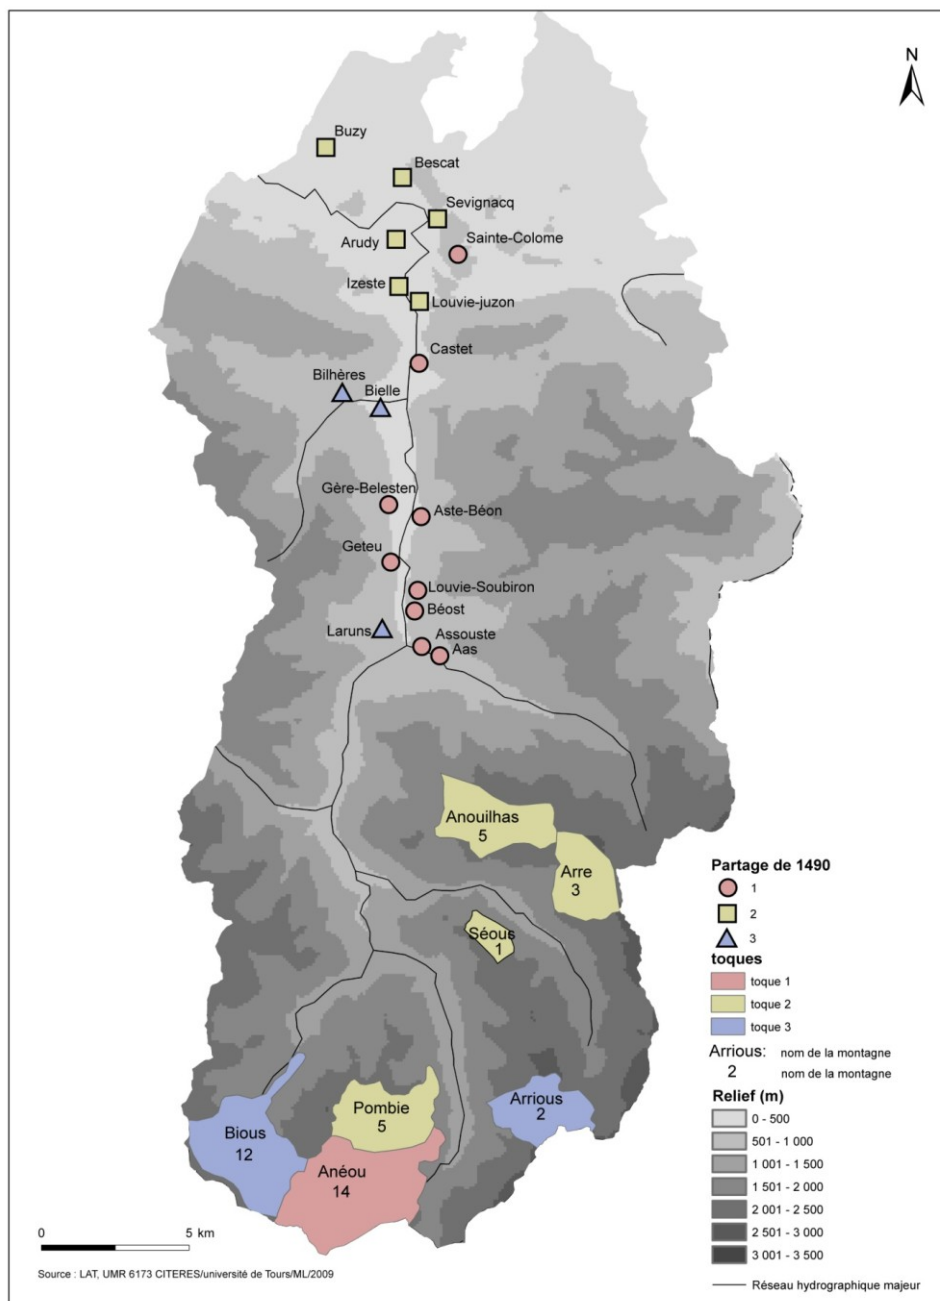 N
Buzy
Bescat
Sevignacq
Sainte-Colome
Arudy
Izeste
Louvie-juzon
Castet
Bilhères
Bielle
Gère-Belesten
Aste-Béon
Geteu
Louvie-Soubiron
Béost
Laruns
Assouste
Aas
Anouilhas
5
Arre
3
Séous
1
Pombie
5
Arrious
2
Bious
12
Anéou
14
Partage de 1490
1
2
3
toques
toque 1
toque 2
toque 3
Arrious: nom de la montagne
2 nom de la montagne
Relief (m)
0 - 500
501 - 1 000
1 001 - 1 500
1 501 - 2 000
2 001 - 2 500
2 501 - 3 000
3 001 - 3 500
Réseau hydrographique majeur
0 5 km
Source : LAT, UMR 6173 CITERES/université de Tours/ML/2009